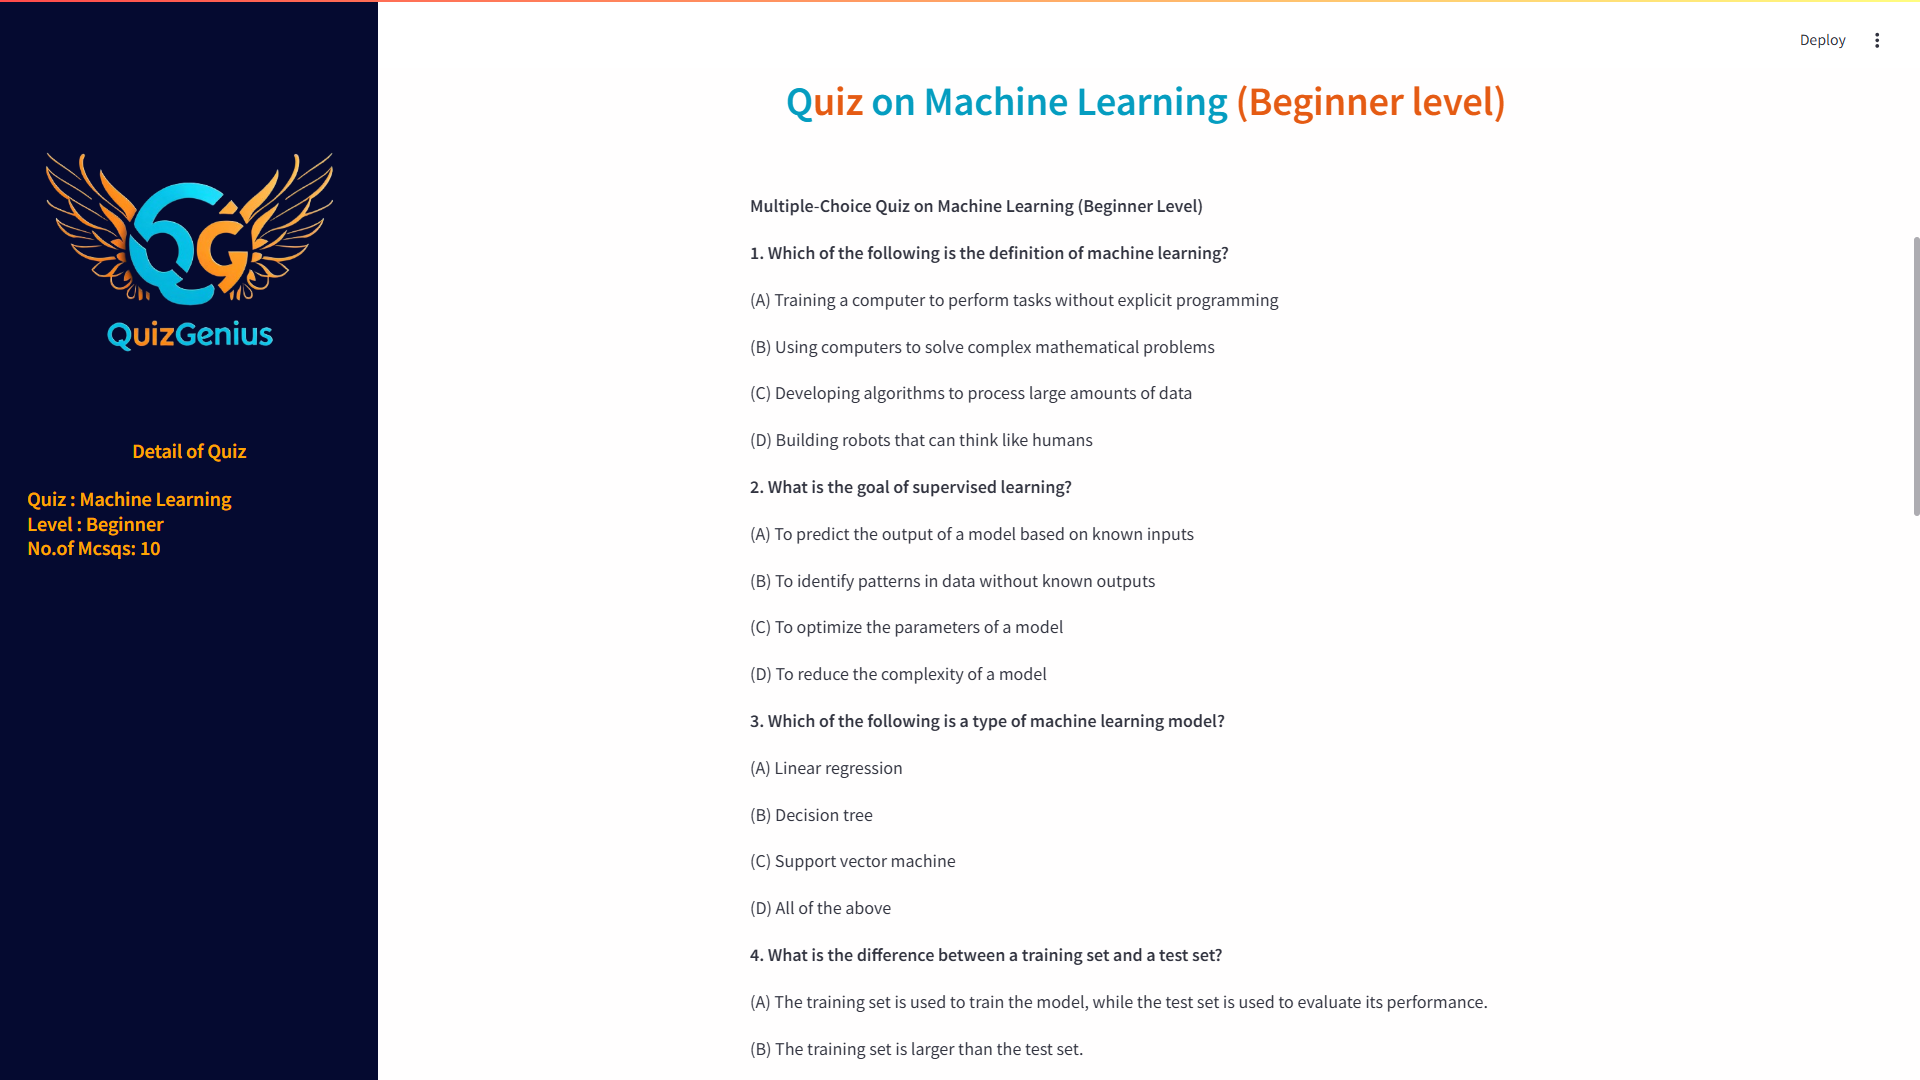 Deploy
Quiz on Machine Learning (Beginner level)
QuizGenius
Detail of Quiz
Quiz : Machine Learning
Level : Beginner
No.of Mcsqs: 10
Multiple-Choice Quiz on Machine Learning (Beginner Level)
1. Which of the following is the definition of machine learning?
(A) Training a computer to perform tasks without explicit programming
(B) Using computers to solve complex mathematical problems
(C) Developing algorithms to process large amounts of data
(D) Building robots that can think like humans
2. What is the goal of supervised learning?
(A) To predict the output of a model based on known inputs
(B) To identify patterns in data without known outputs
(C) To optimize the parameters of a model
(D) To reduce the complexity of a model
3. Which of the following is a type of machine learning model?
(A) Linear regression
(B) Decision tree
(C) Support vector machine
(D) All of the above
4. What is the difference between a training set and a test set?
(A) The training set is used to train the model, while the test set is used to evaluate its performance.
(B) The training set is larger than the test set.